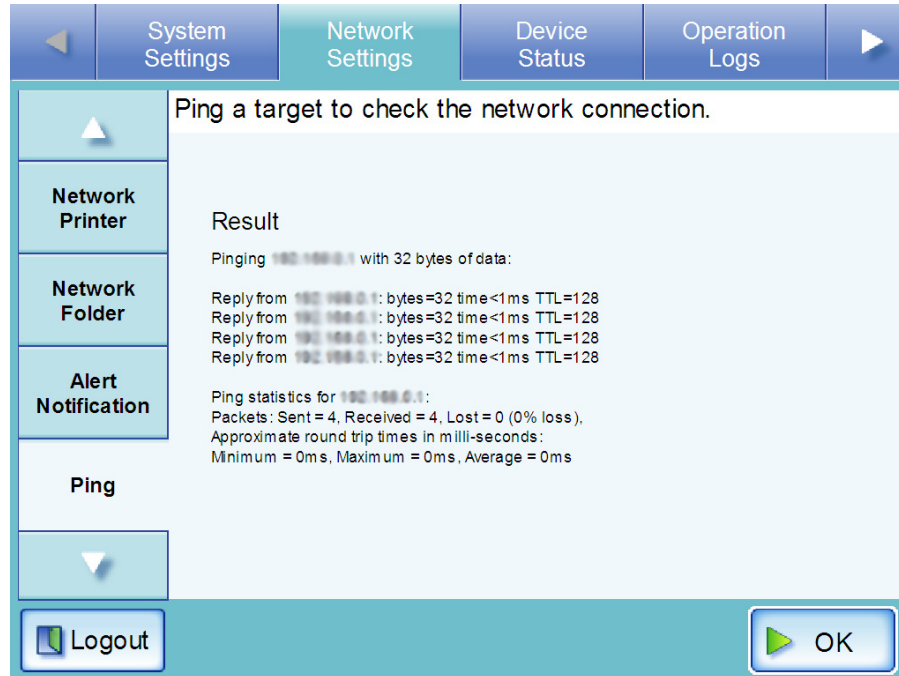 System Settings
Network Settings
Device Status
Operation Logs
Ping a target to check the network connection.
Network Printer
Network Folder
Alert Notification
Ping
Result
Pinging with 32 bytes of data:
Reply from : bytes=32 time<1ms TTL=128
Reply from : bytes=32 time<1ms TTL=128
Reply from : bytes=32 time<1ms TTL=128
Reply from : bytes=32 time<1ms TTL=128
Ping statistics for :
Packets: Sent = 4, Received = 4, Lost = 0 (0% loss),
Approximate round trip times in milli-seconds:
Minimum = 0ms, Maximum = 0ms, Average = 0ms
Logout
OK